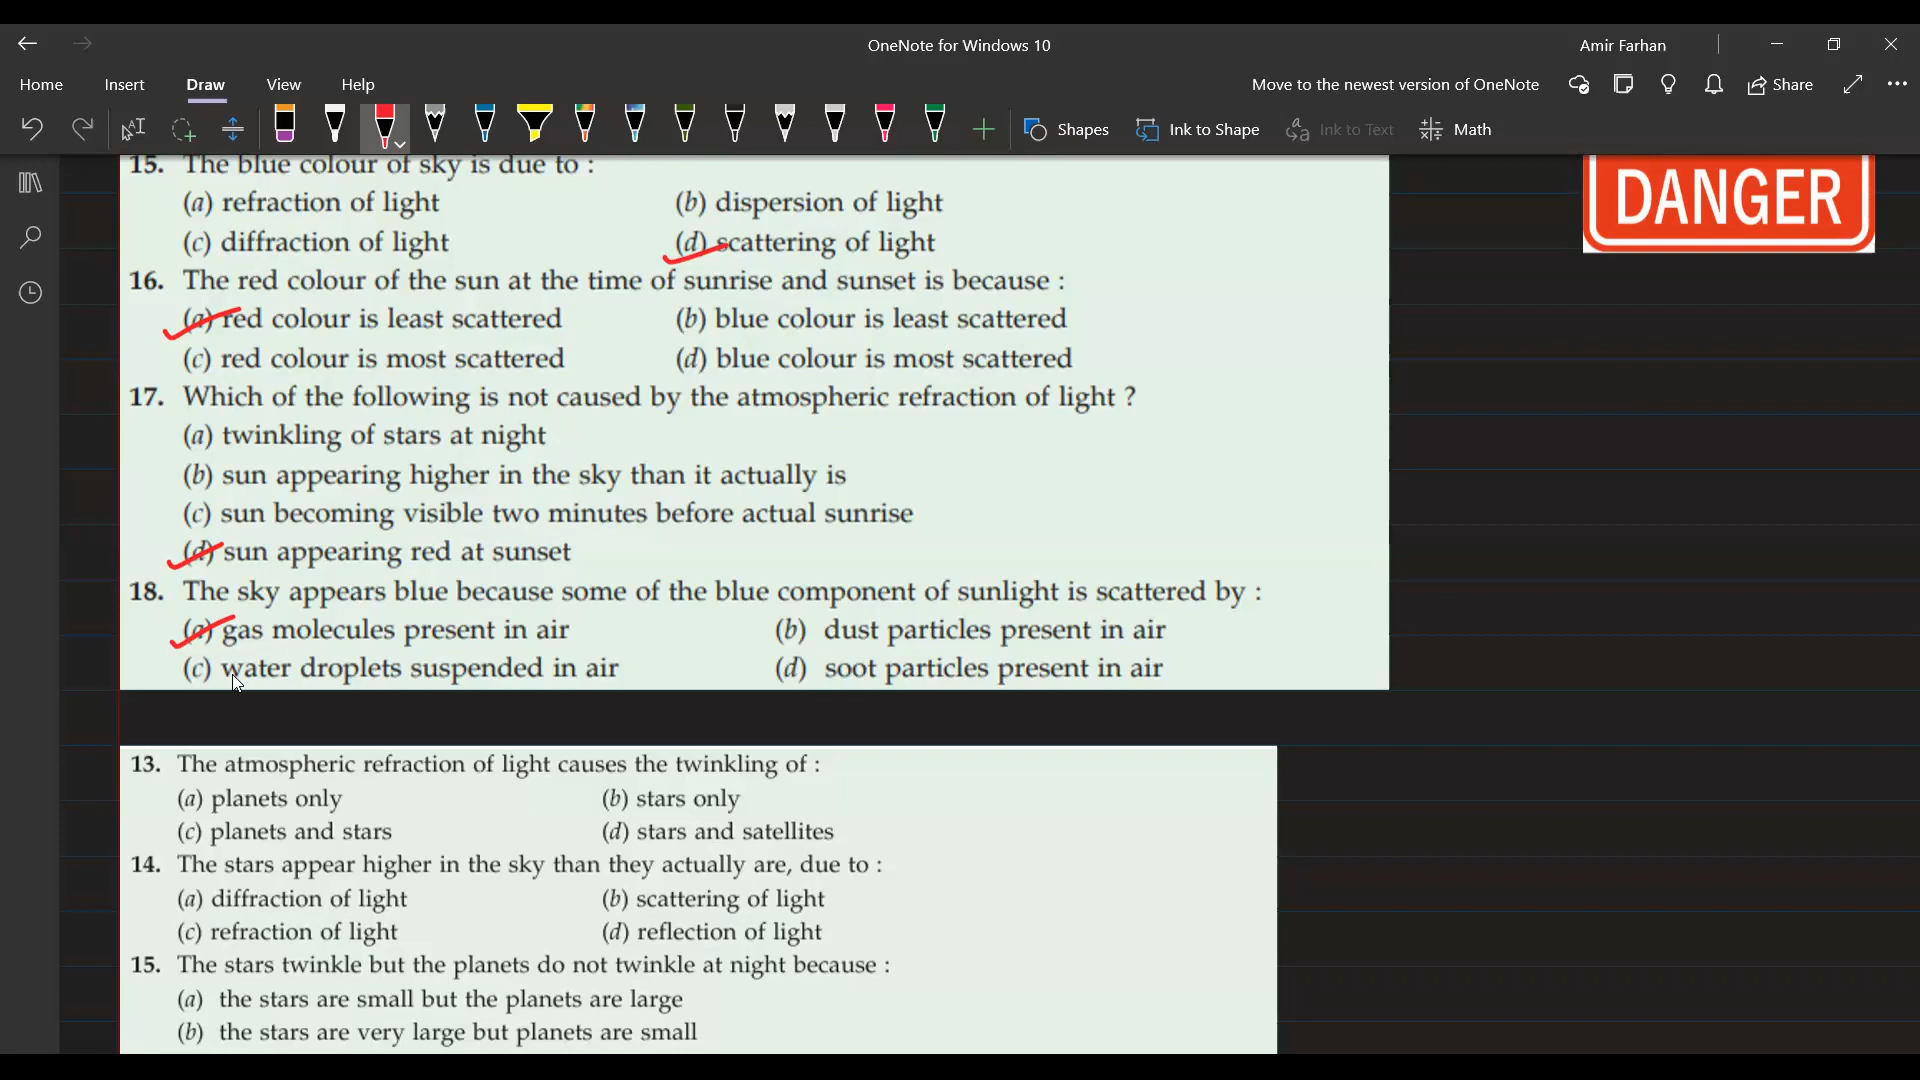 OneNote for Windows 10
Amir Farhan
Home Insert Draw View Help
Move to the newest version of OneNote
Share
Shapes Ink to Shape Ink to Text Math
DANGER
15. The blue colour of sky is due to :
(a) refraction of light (b) dispersion of light
(c) diffraction of light (d) scattering of light
16. The red colour of the sun at the time of sunrise and sunset is because :
(a) red colour is least scattered (b) blue colour is least scattered
(c) red colour is most scattered (d) blue colour is most scattered
17. Which of the following is not caused by the atmospheric refraction of light ?
(a) twinkling of stars at night
(b) sun appearing higher in the sky than it actually is
(c) sun becoming visible two minutes before actual sunrise
(d) sun appearing red at sunset
18. The sky appears blue because some of the blue component of sunlight is scattered by :
(a) gas molecules present in air (b) dust particles present in air
(c) water droplets suspended in air (d) soot particles present in air
13. The atmospheric refraction of light causes the twinkling of :
(a) planets only (b) stars only
(c) planets and stars (d) stars and satellites
14. The stars appear higher in the sky than they actually are, due to :
(a) diffraction of light (b) scattering of light
(c) refraction of light (d) reflection of light
15. The stars twinkle but the planets do not twinkle at night because :
(a) the stars are small but the planets are large
(b) the stars are very large but planets are small